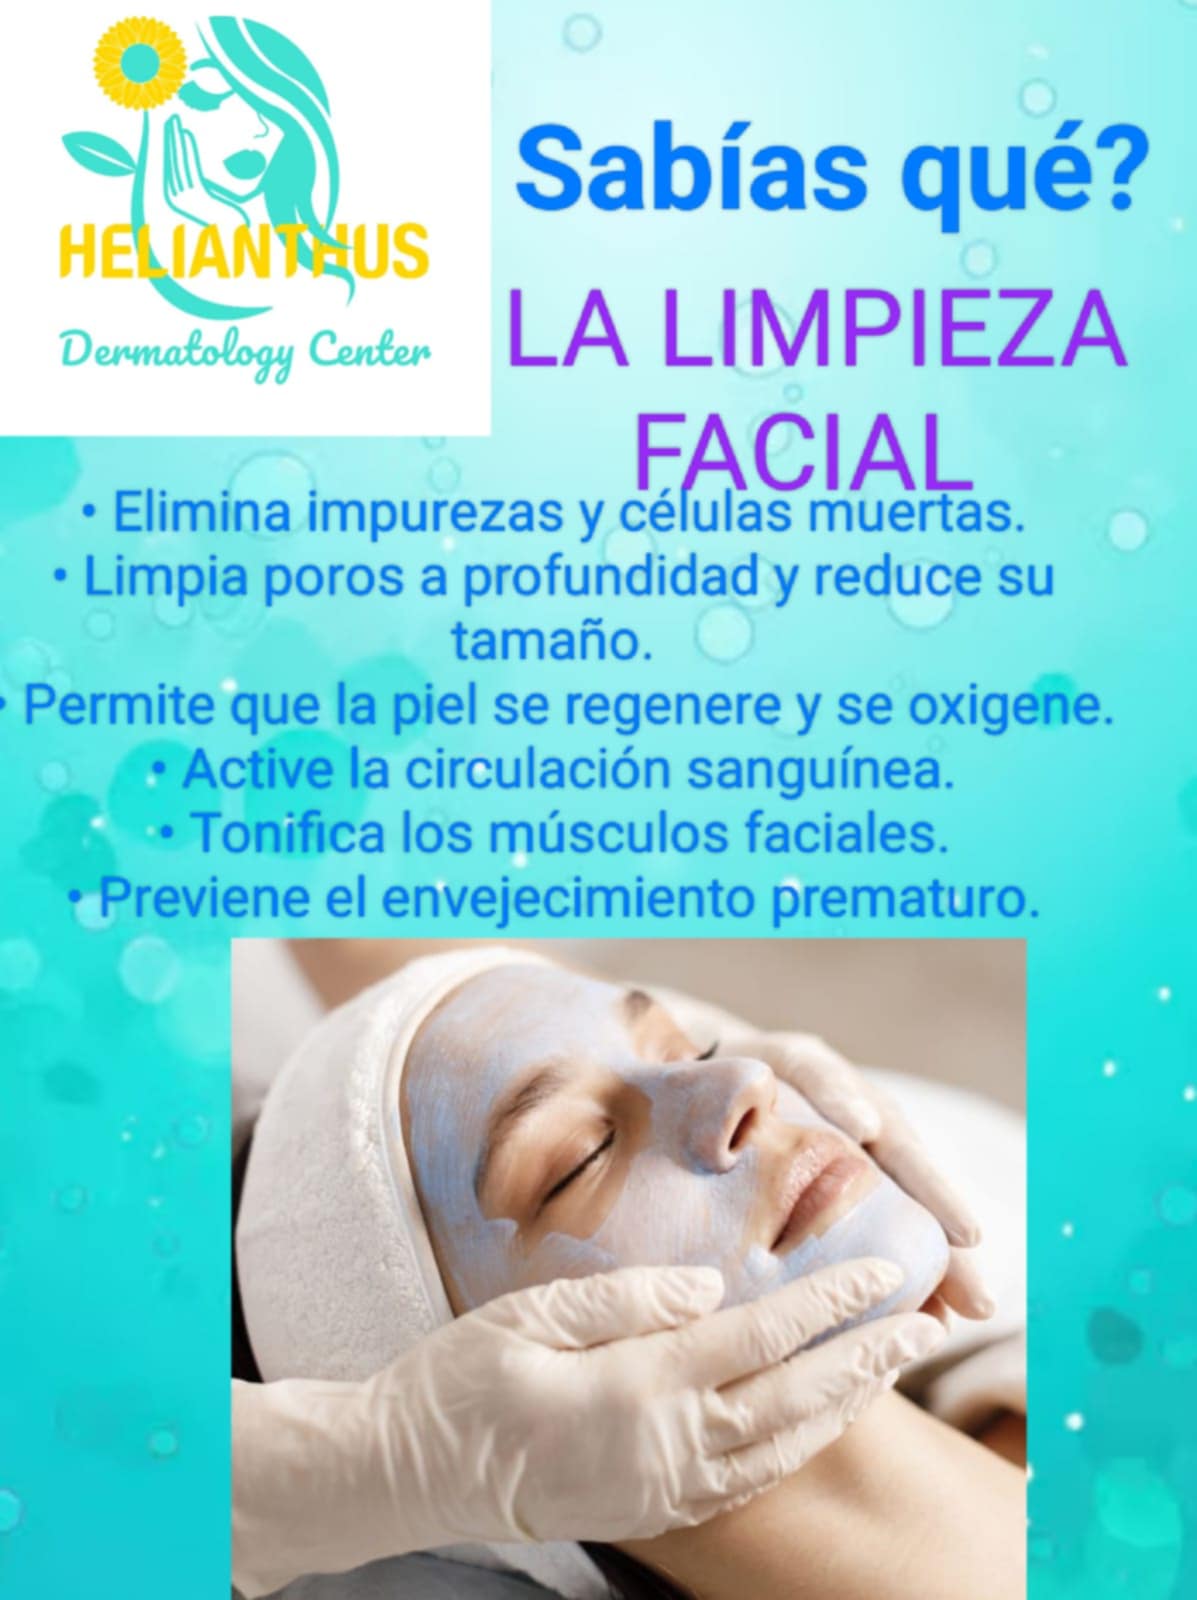 HELIANTHUS
Dermatology Center
Sabías qué?
LA LIMPIEZA
FACIAL
• Elimina impurezas y células muertas.
• Limpia poros a profundidad y reduce su
tamaño.
• Permite que la piel se regenere y se oxigene.
• Active la circulación sanguínea.
• Tonifica los músculos faciales.
• Previene el envejecimiento prematuro.